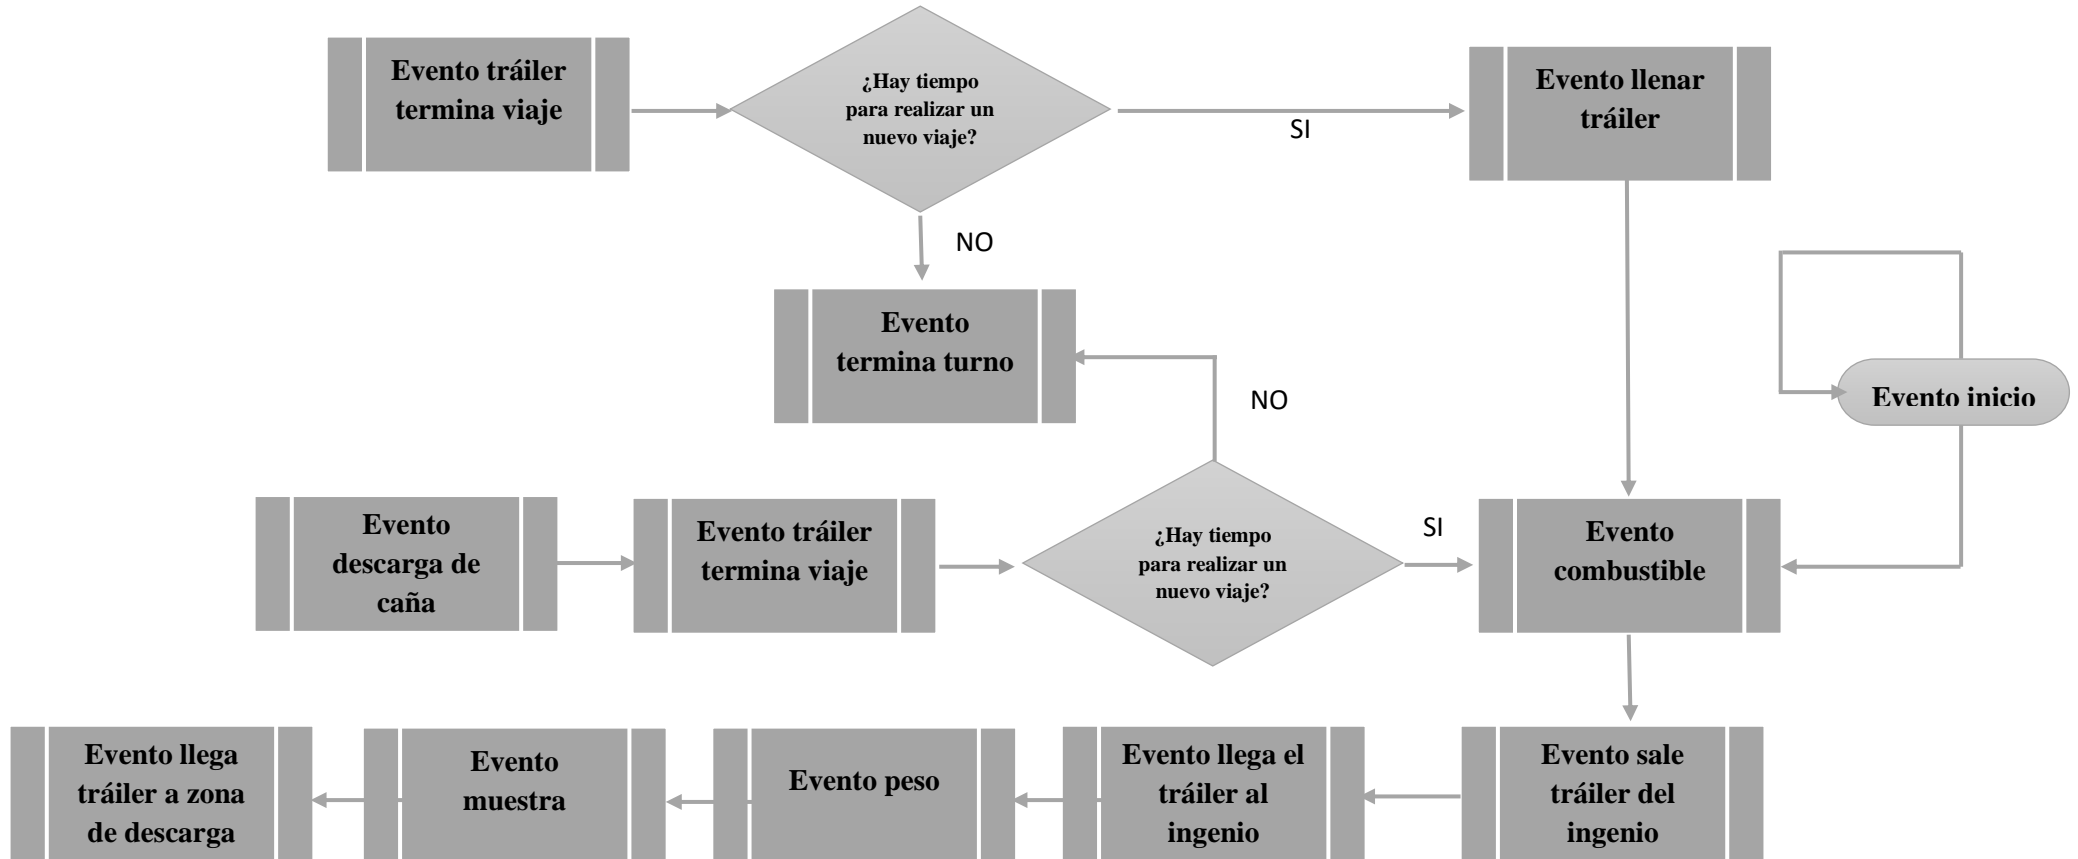 Evento tráiler
termina viaje
¿Hay tiempo
para realizar un
nuevo viaje?
SI
Evento llenar
tráiler
NO
Evento
termina turno
Evento inicio
NO
Evento
descarga de
caña
Evento tráiler
termina viaje
¿Hay tiempo
para realizar un
nuevo viaje?
SI
Evento
combustible
Evento llega
tráiler a zona
de descarga
Evento
muestra
Evento peso
Evento llega el
tráiler al
ingenio
Evento sale
tráiler del
ingenio